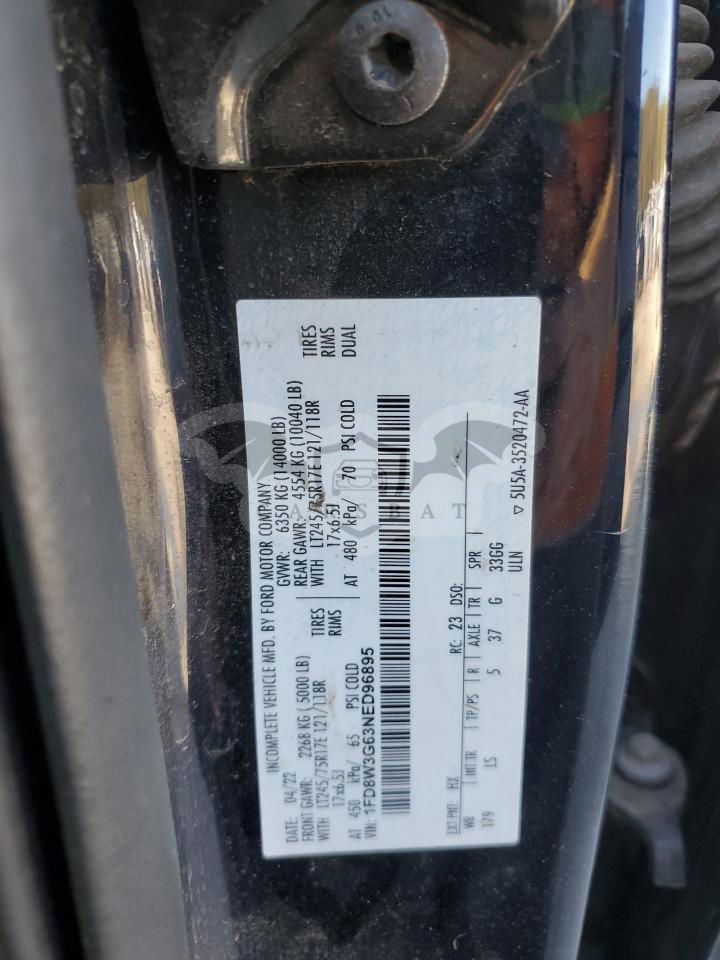 INCOMPLETE VEHICLE MFD. BY FORD MOTOR COMPANY
DATE: 04/22 GVWR: 6350 KG (14000 LB)
FRONT GAWR: 2268 KG (5000 LB) REAR GAWR: 4554 KG (10040 LB)
WITH LT245/75R17E 121/118R TIRES WITH LT245/75R17E 121/118R TIRES
17x6.5J RIMS 17x6.5J RIMS
AT 450 kPa/ 65 PSI COLD AT 480 kPa/ 70 PSI COLD DUAL
VIN: 1FD8W3G63NED96895
EXT PNT: HX RC: 23 DSO:
WB INT TR TP/PS R AXLE TR SPR
179 LS 5 37 G 33GG
ULN
▽ 5U5A-3520472-AA
10.9